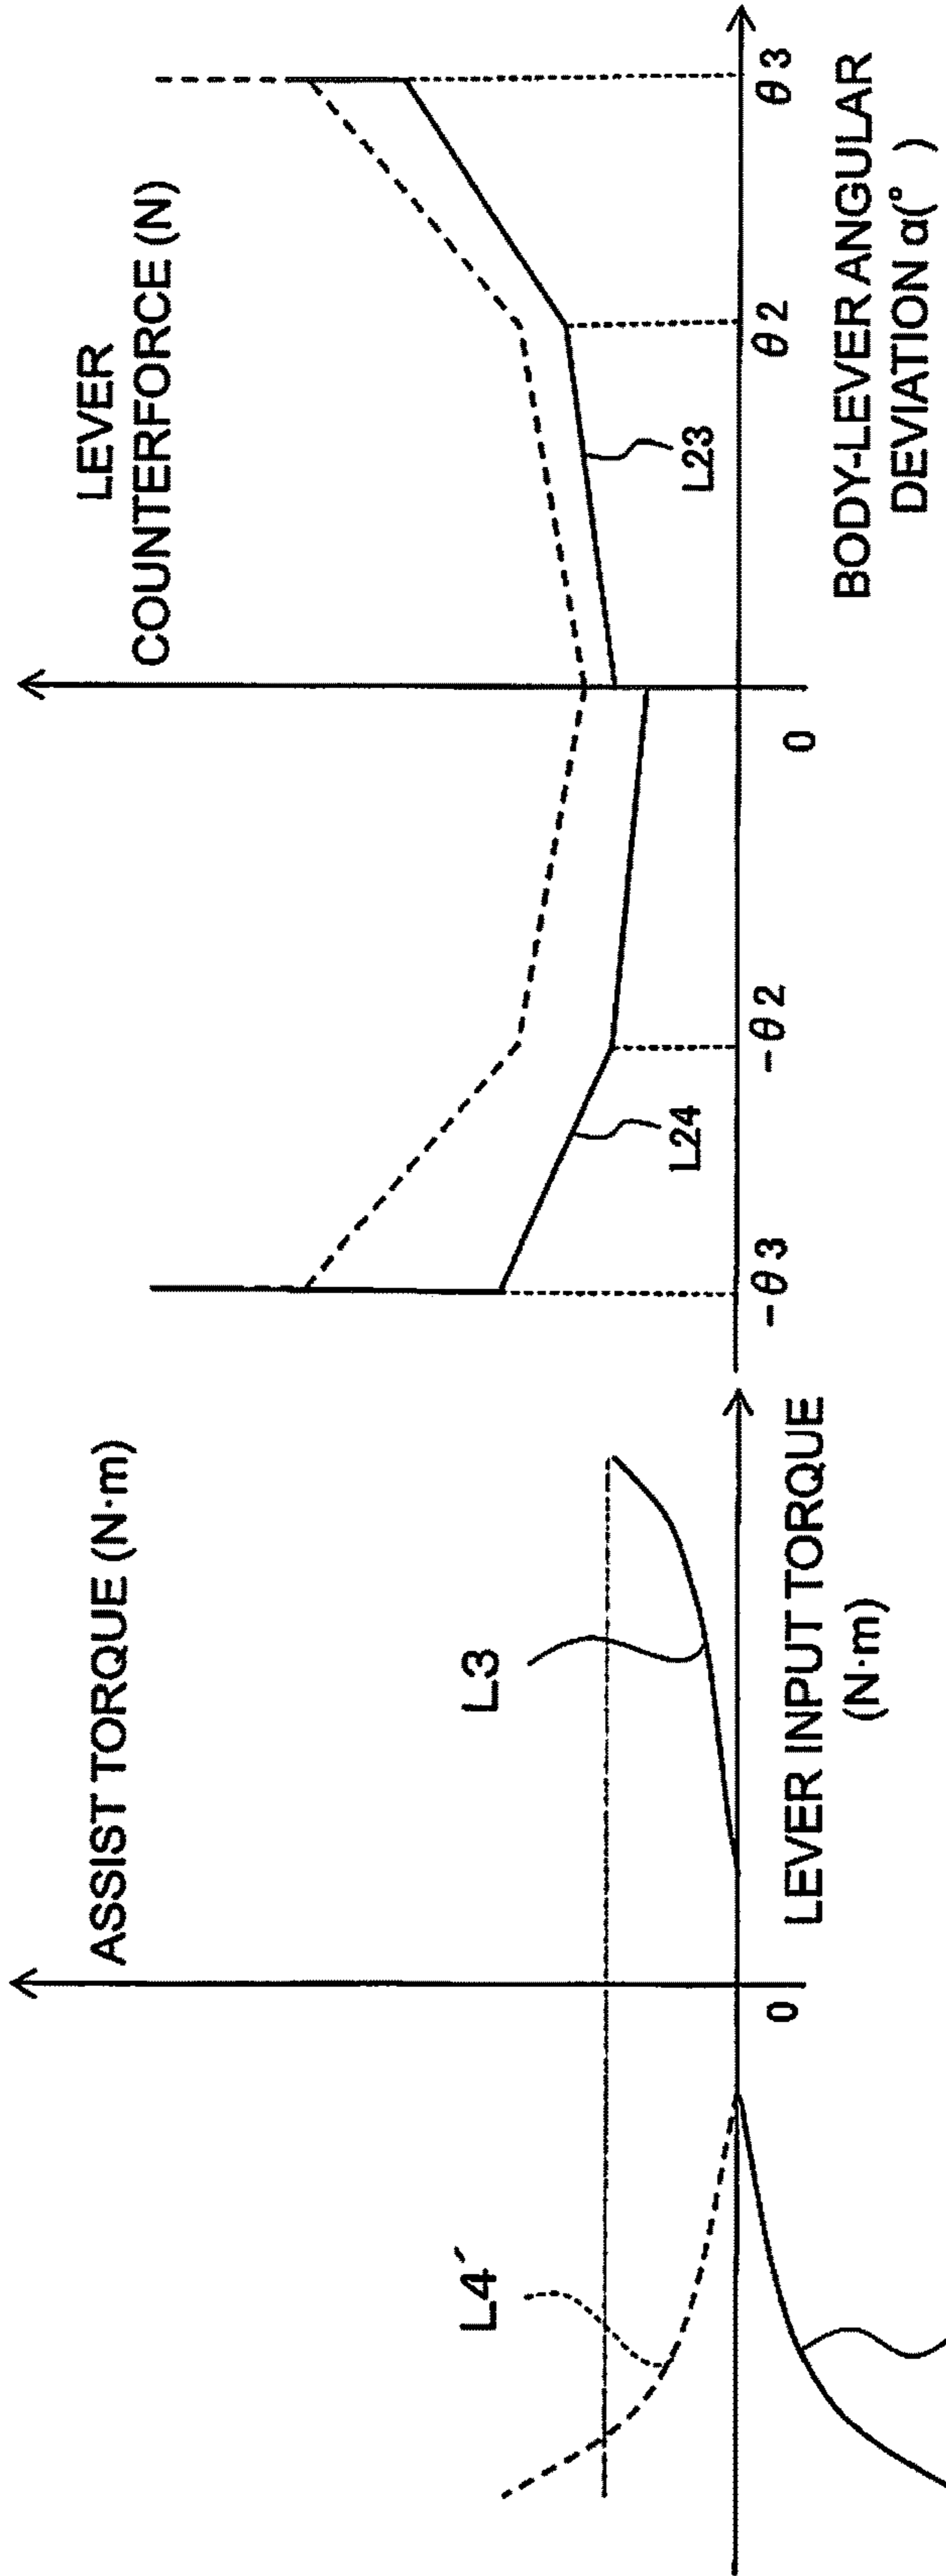 ASSIST TORQUE (N·m)
L4´
L3
0
LEVER INPUT TORQUE
(N·m)
LEVER
COUNTERFORCE (N)
L24
L23
-θ3
-θ2
0
θ2
θ3
BODY-LEVER ANGULAR
DEVIATION α(°)